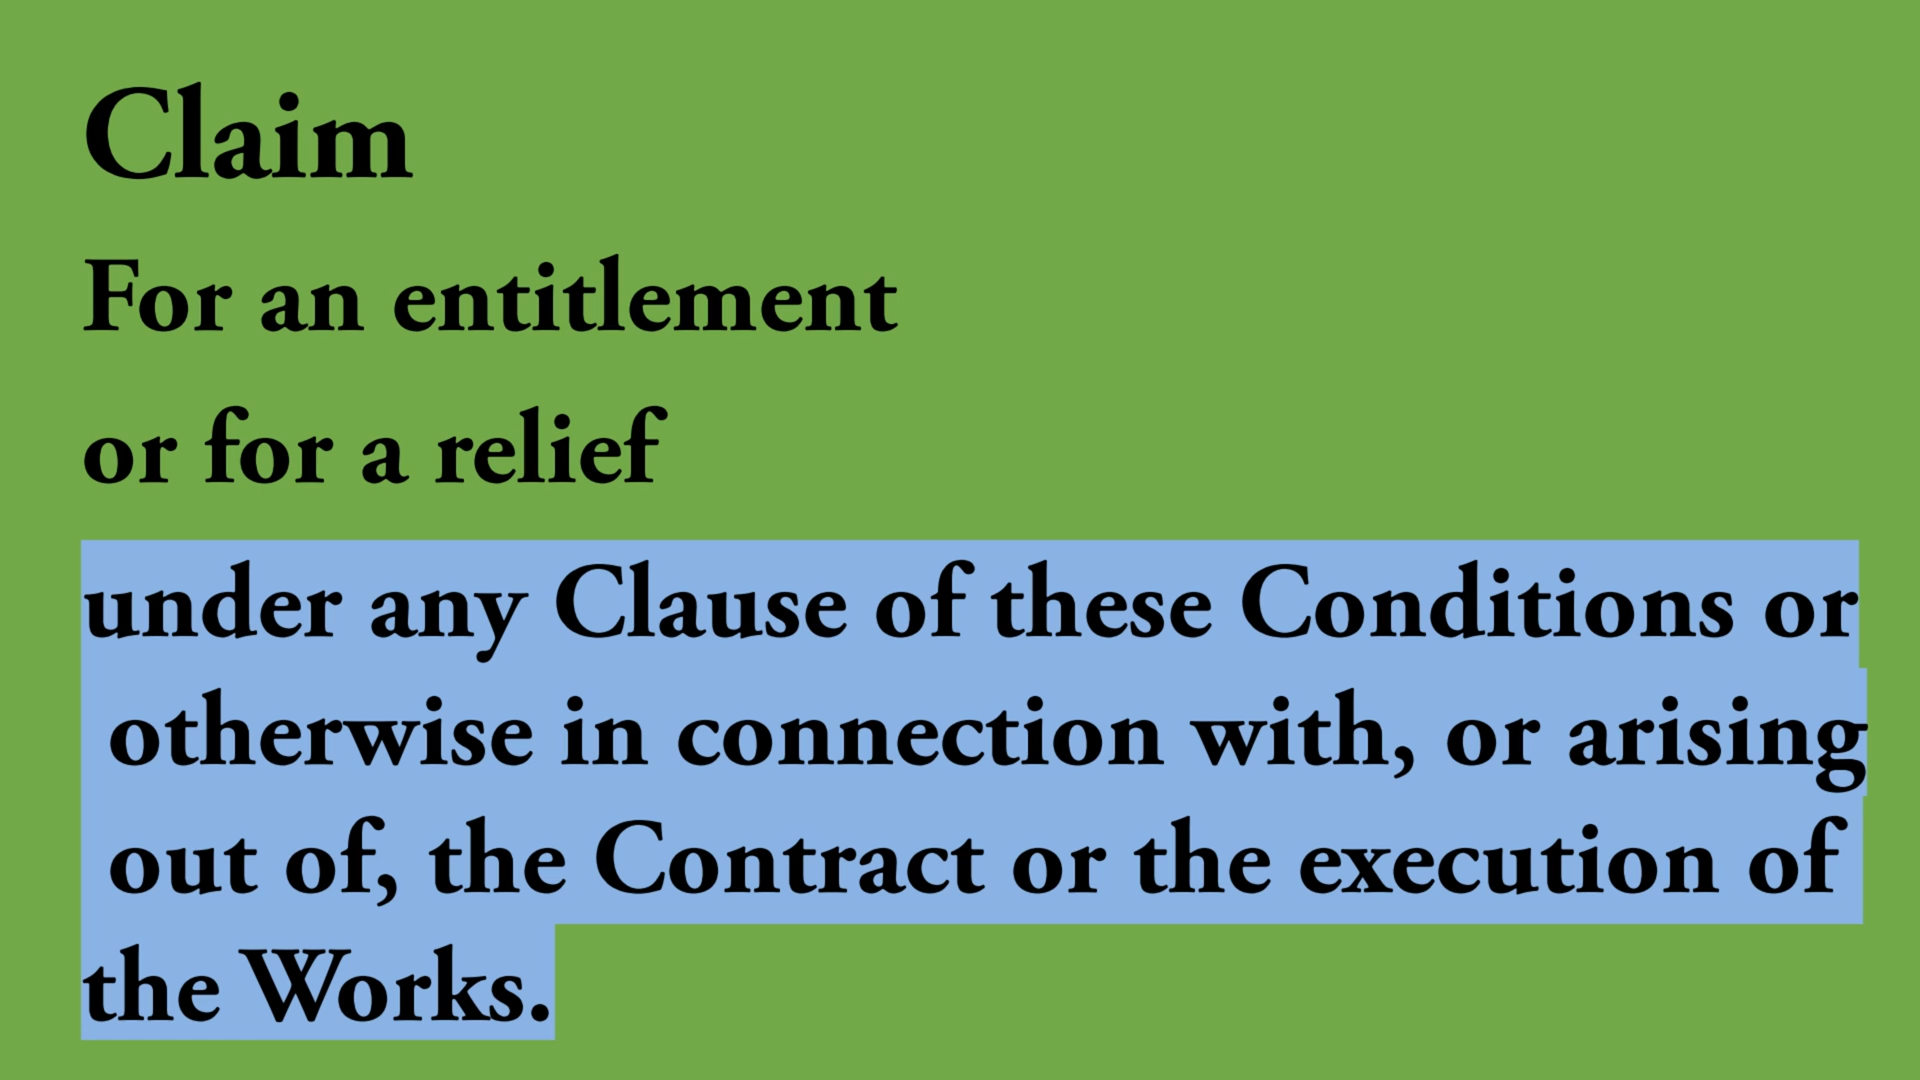 Claim
For an entitlement
or for a relief
under any Clause of these Conditions or
otherwise in connection with, or arising
out of, the Contract or the execution of
the Works.